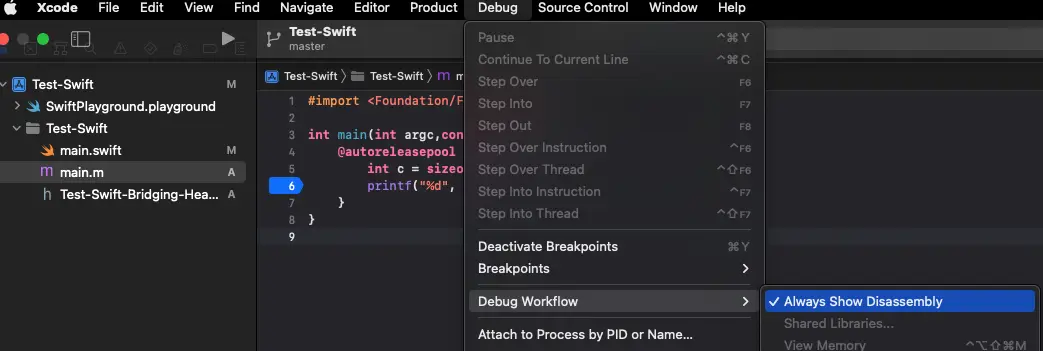 Xcode File Edit View Find Navigate Editor Product Debug Source Control Window Help
Test-Swift
master
Test-Swift M
SwiftPlayground.playground
Test-Swift
main.swift M
main.m A
Test-Swift-Bridging-Hea... A
Test-Swift Test-Swift m
1 #import <Foundation/F
2
3 int main(int argc,con
4 @autoreleasepool
5 int c = sizeo
6 printf("%d",
7 }
8 }
9
Pause ^⌘Y
Continue To Current Line ^⌘C
Step Over F6
Step Into F7
Step Out F8
Step Over Instruction ^F6
Step Over Thread ^⇧F6
Step Into Instruction ^F7
Step Into Thread ^⇧F7
Deactivate Breakpoints ⌘Y
Breakpoints
Debug Workflow
Attach to Process by PID or Name...
✓ Always Show Disassembly
Shared Libraries...
View Memory ^⌥⇧⌘M